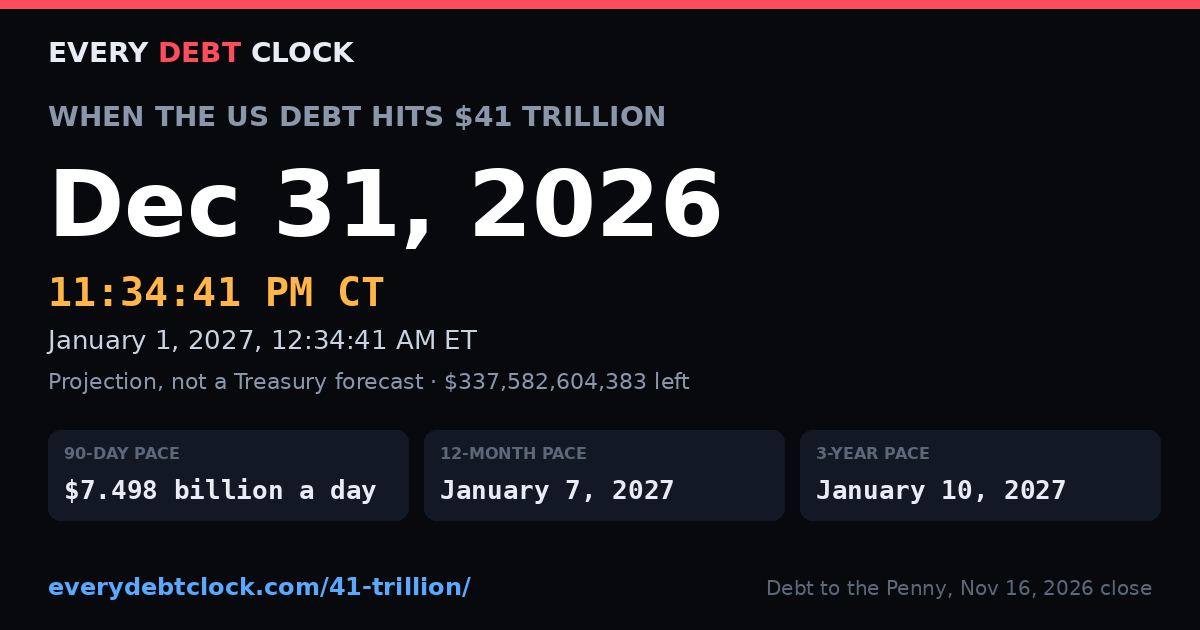 EVERY DEBT CLOCK
WHEN THE US DEBT HITS $41 TRILLION
Dec 31, 2026
11:34:41 PM CT
January 1, 2027, 12:34:41 AM ET
Projection, not a Treasury forecast · $337,582,604,383 left
90-DAY PACE
$7.498 billion a day
12-MONTH PACE
January 7, 2027
3-YEAR PACE
January 10, 2027
everydebtclock.com/41-trillion/
Debt to the Penny, Nov 16, 2026 close